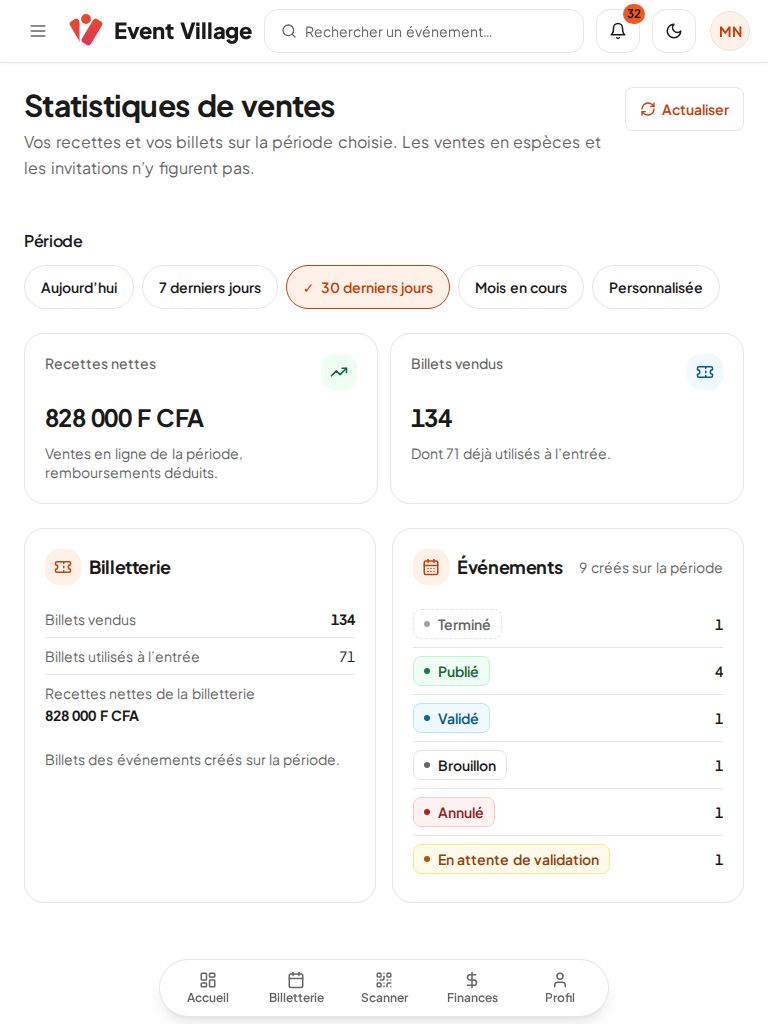 Event Village
Rechercher un événement…
32
MN
Statistiques de ventes
Actualiser
Vos recettes et vos billets sur la période choisie. Les ventes en espèces et
les invitations n’y figurent pas.
Période
Aujourd’hui
7 derniers jours
✓ 30 derniers jours
Mois en cours
Personnalisée
Recettes nettes
828 000 F CFA
Ventes en ligne de la période,
remboursements déduits.
Billets vendus
134
Dont 71 déjà utilisés à l’entrée.
Billetterie
Billets vendus 134
Billets utilisés à l’entrée 71
Recettes nettes de la billetterie
828 000 F CFA
Billets des événements créés sur la période.
Événements 9 créés sur la période
Terminé 1
Publié 4
Validé 1
Brouillon 1
Annulé 1
En attente de validation 1
Accueil
Billetterie
Scanner
Finances
Profil